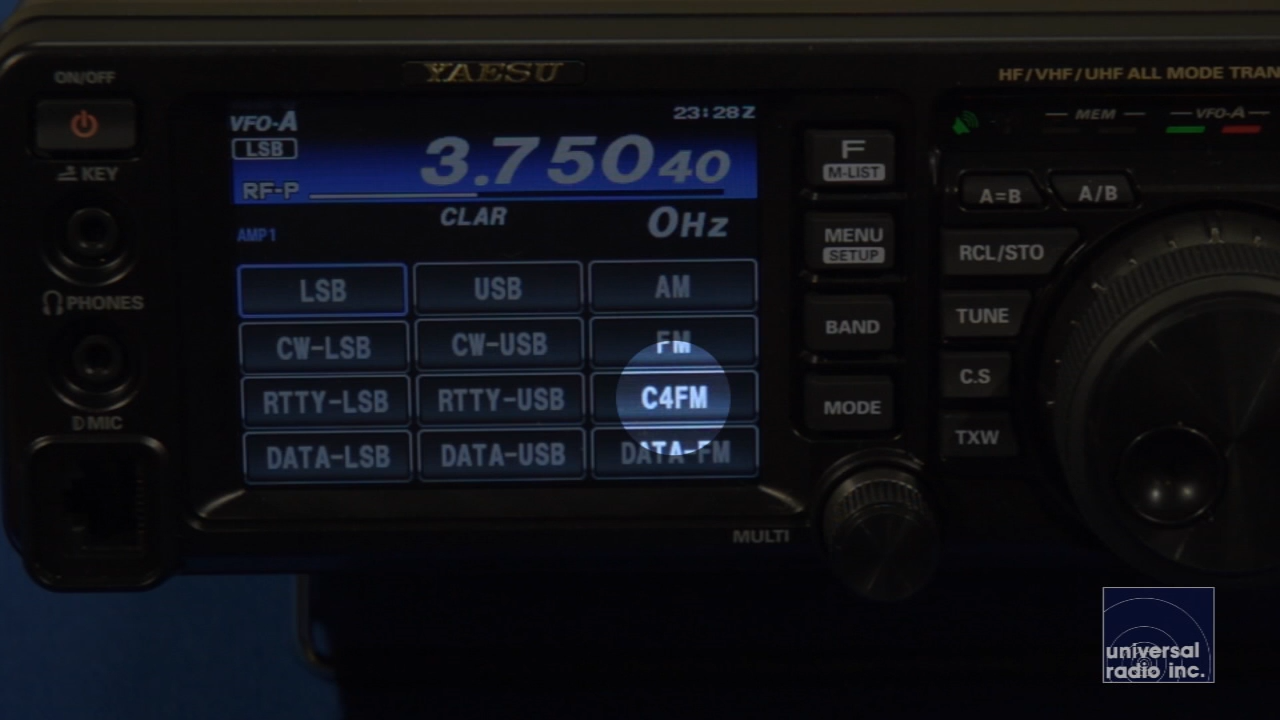 ON/OFF
YAESU
HF/VHF/UHF ALL MODE TRAN
VFO-A
23:28Z
LSB
3.750 40
RF-P
CLAR
0Hz
AMP1
LSB USB AM
CW-LSB CW-USB FM
RTTY-LSB RTTY-USB C4FM
DATA-LSB DATA-USB DATA-FM
KEY
PHONES
MIC
MULTI
F
M-LIST
MENU
SETUP
BAND
MODE
MEM
VFO-A
A=B
A/B
RCL/STO
TUNE
C.S
TXW
universal
radio inc.